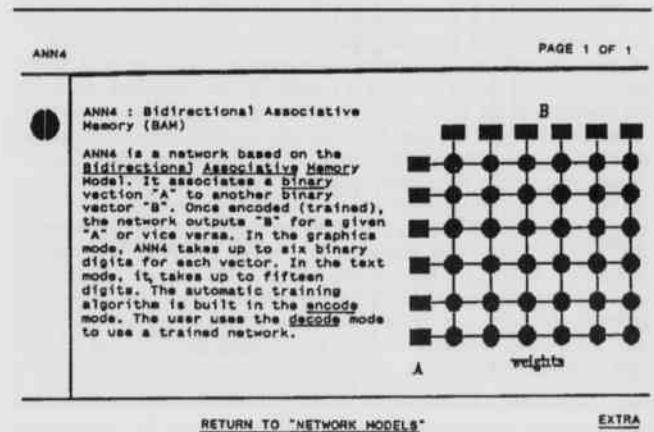 ANN4
PAGE 1 OF 1
ANN4 : Bidirectional Associative
Memory (BAM)
ANN4 is a network based on the
Bidirectional Associative Memory
Model. It associates a binary
vection "A" to another binary
vector "B". Once encoded (trained),
the network outputs "B" for a given
"A" or vice versa. In the graphics
mode, ANN4 takes up to six binary
digits for each vector. In the text
mode, it takes up to fifteen
digits. The automatic training
algorithm is built in the encode
mode. The user uses the decode mode
to use a trained network.
B
A
weights
RETURN TO "NETWORK MODELS"
EXTRA